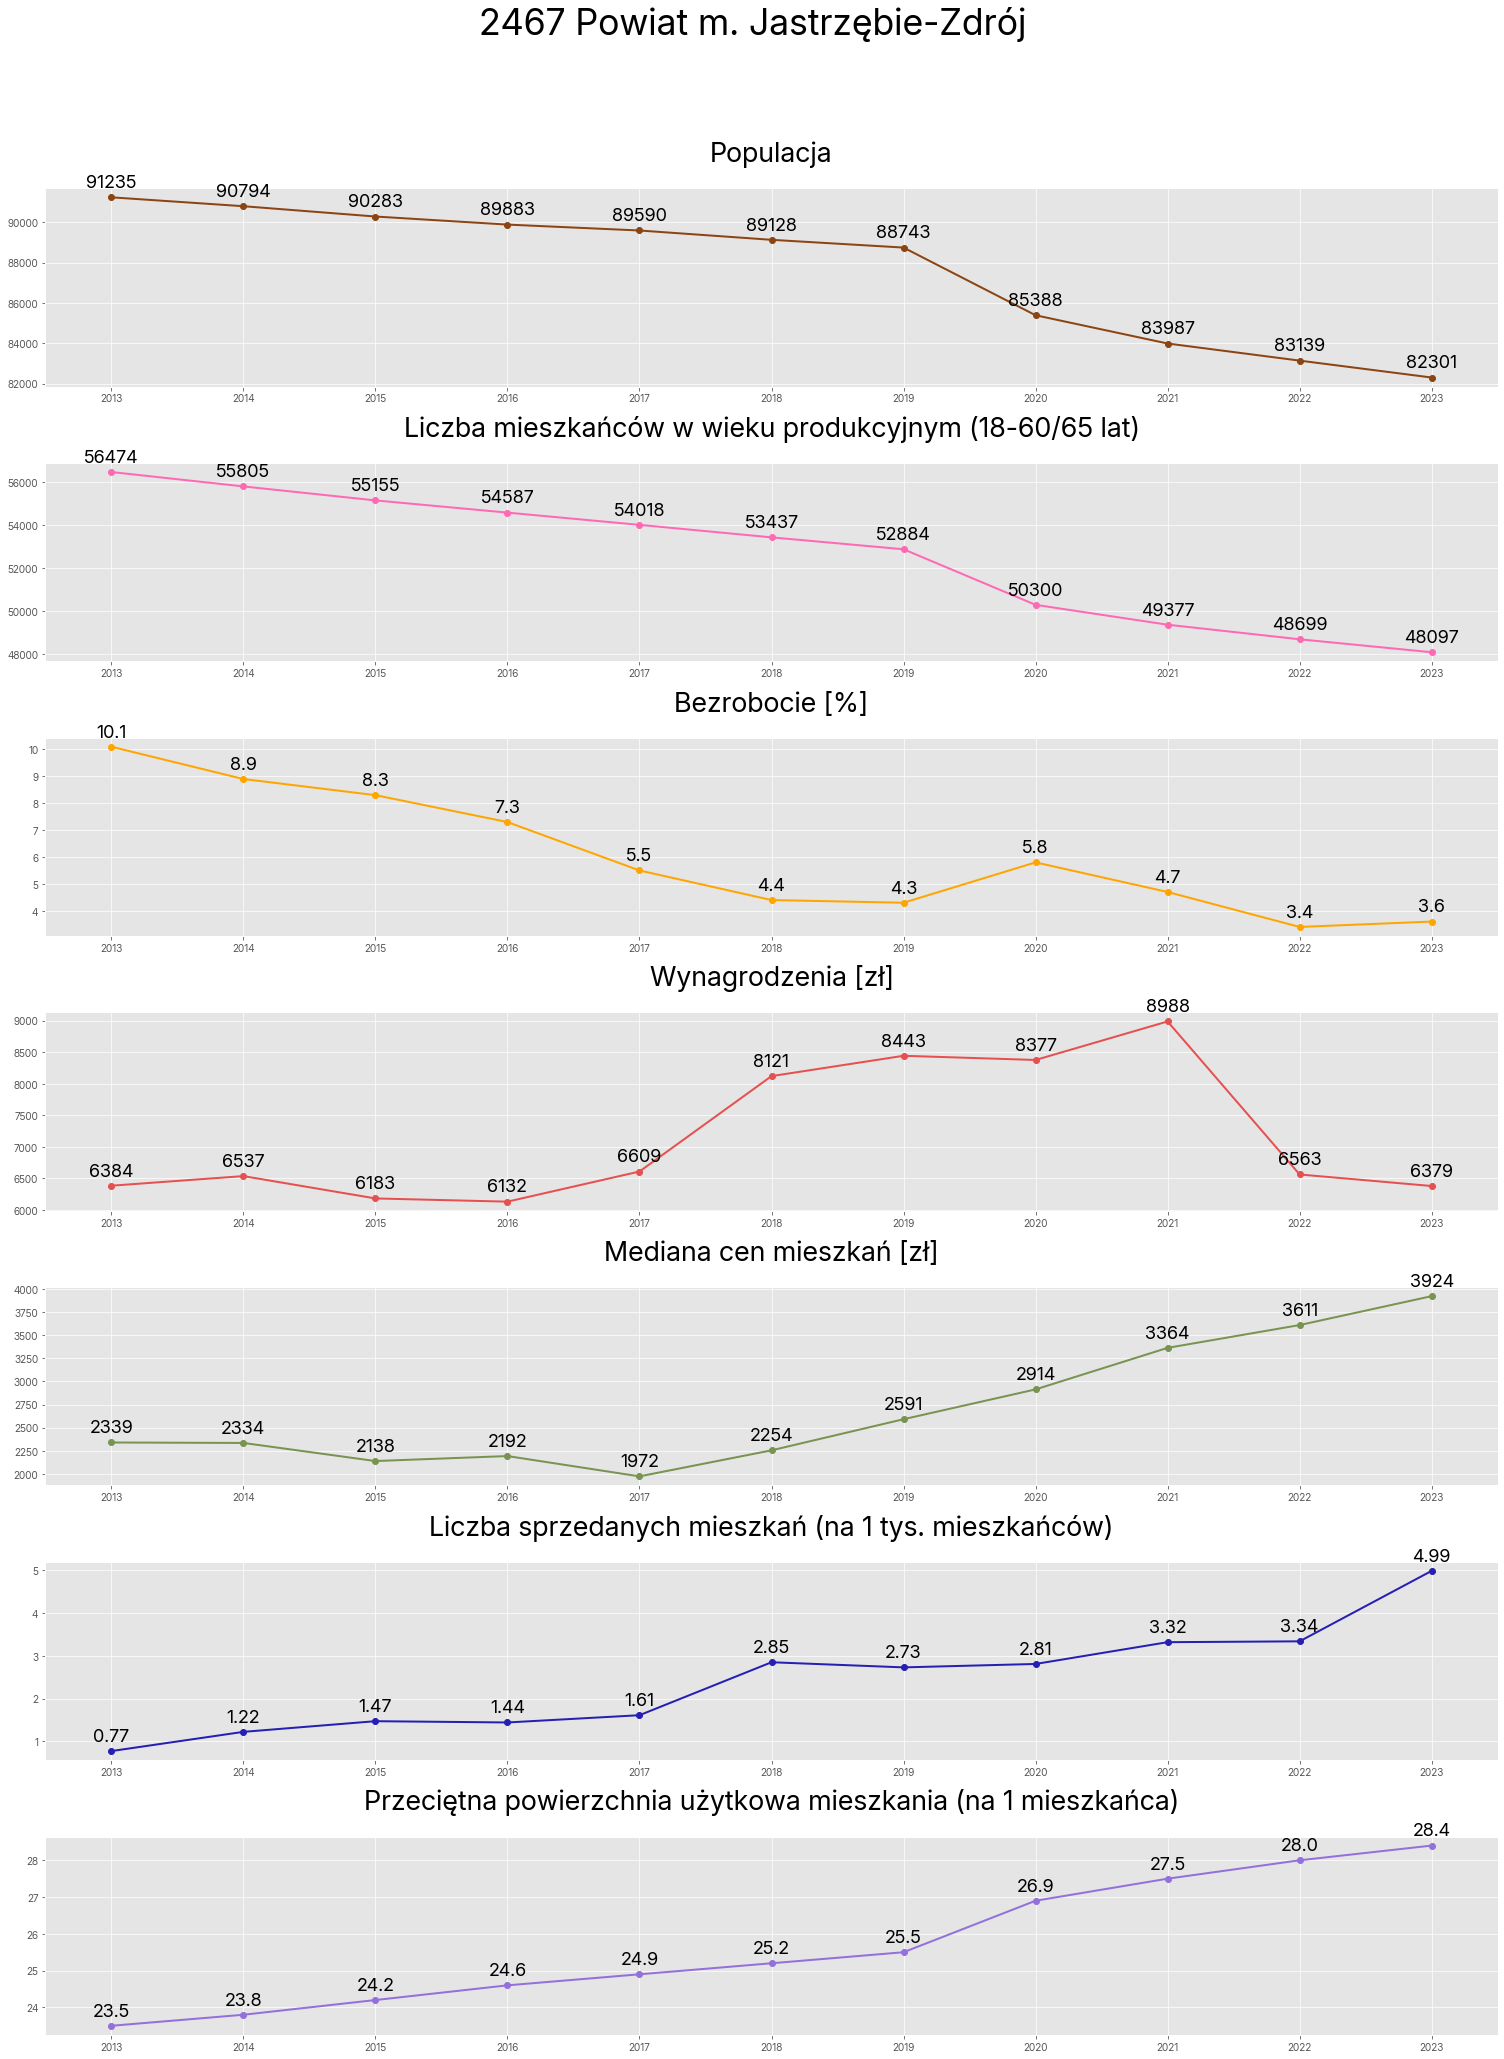 2467 Powiat m. Jastrzębie-Zdrój
Populacja
91235 90794 90283 89883 89590 89128 88743 85388 83987 83139 82301
90000
88000
86000
84000
82000
2013 2014 2015 2016 2017 2018 2019 2020 2021 2022 2023
Liczba mieszkańców w wieku produkcyjnym (18-60/65 lat)
56474 55805 55155 54587 54018 53437 52884 50300 49377 48699 48097
56000
54000
52000
50000
48000
2013 2014 2015 2016 2017 2018 2019 2020 2021 2022 2023
Bezrobocie [%]
10.1 8.9 8.3 7.3 5.5 4.4 4.3 5.8 4.7 3.4 3.6
10
9
8
7
6
5
4
2013 2014 2015 2016 2017 2018 2019 2020 2021 2022 2023
Wynagrodzenia [zł]
6384 6537 6183 6132 6609 8121 8443 8377 8988 6563 6379
9000
8500
8000
7500
7000
6500
6000
2013 2014 2015 2016 2017 2018 2019 2020 2021 2022 2023
Mediana cen mieszkań [zł]
2339 2334 2138 2192 1972 2254 2591 2914 3364 3611 3924
4000
3750
3500
3250
3000
2750
2500
2250
2000
2013 2014 2015 2016 2017 2018 2019 2020 2021 2022 2023
Liczba sprzedanych mieszkań (na 1 tys. mieszkańców)
0.77 1.22 1.47 1.44 1.61 2.85 2.73 2.81 3.32 3.34 4.99
5
4
3
2
1
2013 2014 2015 2016 2017 2018 2019 2020 2021 2022 2023
Przeciętna powierzchnia użytkowa mieszkania (na 1 mieszkańca)
23.5 23.8 24.2 24.6 24.9 25.2 25.5 26.9 27.5 28.0 28.4
28
27
26
25
24
2013 2014 2015 2016 2017 2018 2019 2020 2021 2022 2023